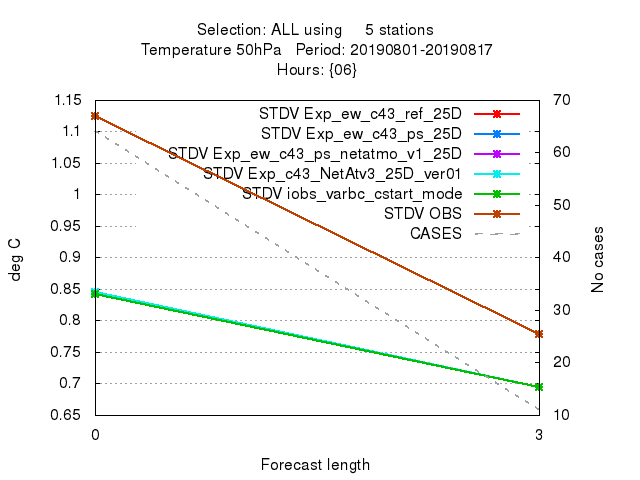 Selection: ALL using 5 stations
Temperature 50hPa Period: 20190801-20190817
Hours: {06}
1.15
1.1
1.05
1
0.95
0.9
0.85
0.8
0.75
0.7
0.65
deg C
STDV Exp_ew_c43_ref_25D
STDV Exp_ew_c43_ps_25D
STDV Exp_ew_c43_ps_netatmo_v1_25D
STDV Exp_c43_NetAtv3_25D_ver01
STDV iobs_varbc_cstart_mode
STDV OBS
CASES
70
60
50
40
30
20
10
No cases
0 3
Forecast length